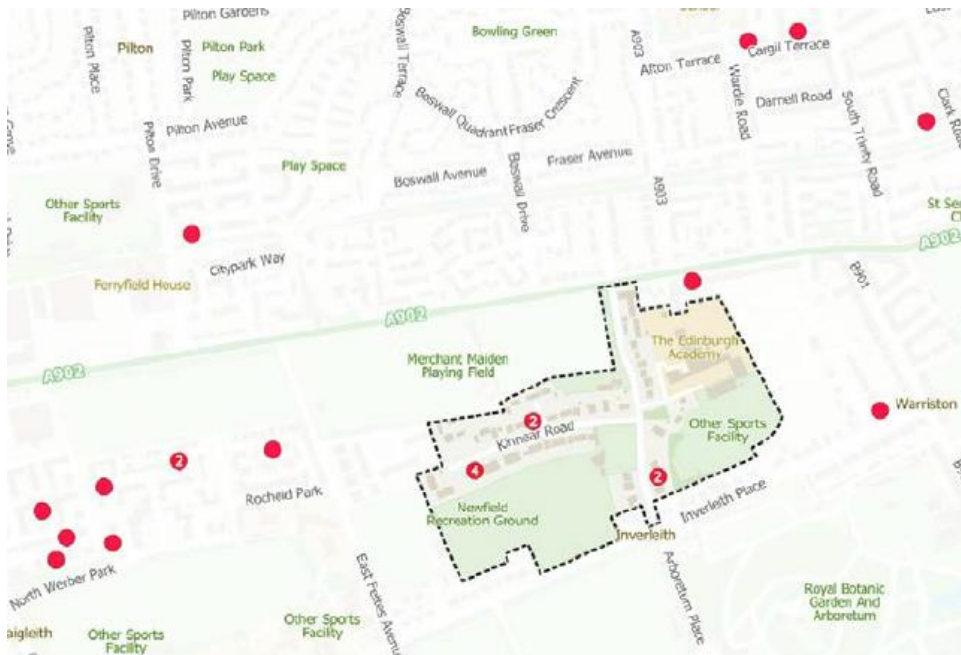 Pilton Gardens
Pilton Place
Pilton
Pilton Park
Pilton Park
Play Space
Boswall Terrace
Bowling Green
A903
Afton Terrace
Cargil Terrace
Wardie Road
Darnell Road
South Trinity Road
Clark Road
Pilton Avenue
Pilton Drive
Boswall Quadrant
Fraser Crescent
Play Space
Boswall Avenue
Boswall Drive
Fraser Avenue
A903
Other Sports
Facility
Citypark Way
Ferryfield House
St Se
A902
B901
A902
A902
Merchant Maiden
Playing Field
The Edinburgh
Academy
Warriston
2
Kinnear Road
Other Sports
Facility
2
4
2
Rocheid Park
Newfield
Recreation Ground
Inverleith Place
Inverleith
North Werber Park
East Fettes Avenue
Arboretum Place
Royal Botanic
Garden And
Arboretum
aigleith
Other Sports
Facility
Other Sports
Facility